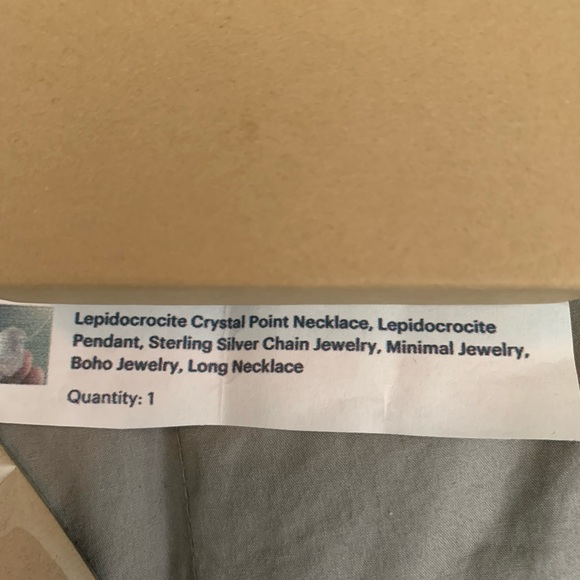 Lepidocrocite Crystal Point Necklace, Lepidocrocite
Pendant, Sterling Silver Chain Jewelry, Minimal Jewelry,
Boho Jewelry, Long Necklace
Quantity: 1